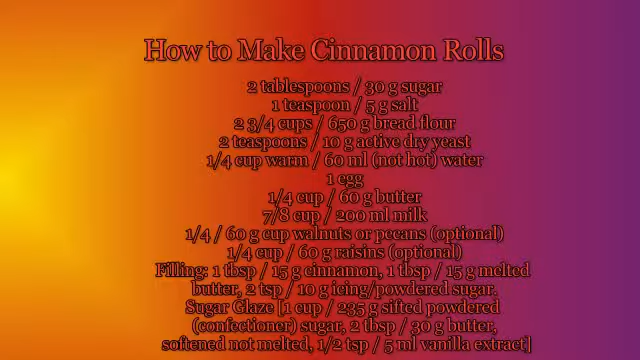 How to Make Cinnamon Rolls
2 tablespoons / 30 g sugar
1 teaspoon / 5 g salt
2 3/4 cups / 650 g bread flour
2 teaspoons / 10 g active dry yeast
1/4 cup warm / 60 ml (not hot) water
1 egg
1/4 cup / 60 g butter
7/8 cup / 200 ml milk
1/4 / 60 g cup walnuts or pecans (optional)
1/4 cup / 60 g raisins (optional)
Filling: 1 tbsp / 15 g cinnamon, 1 tbsp / 15 g melted
butter, 2 tsp / 10 g icing/powdered sugar.
Sugar Glaze [1 cup / 235 g sifted powdered
(confectioner) sugar, 2 tbsp / 30 g butter,
softened not melted, 1/2 tsp / 5 ml vanilla extract]